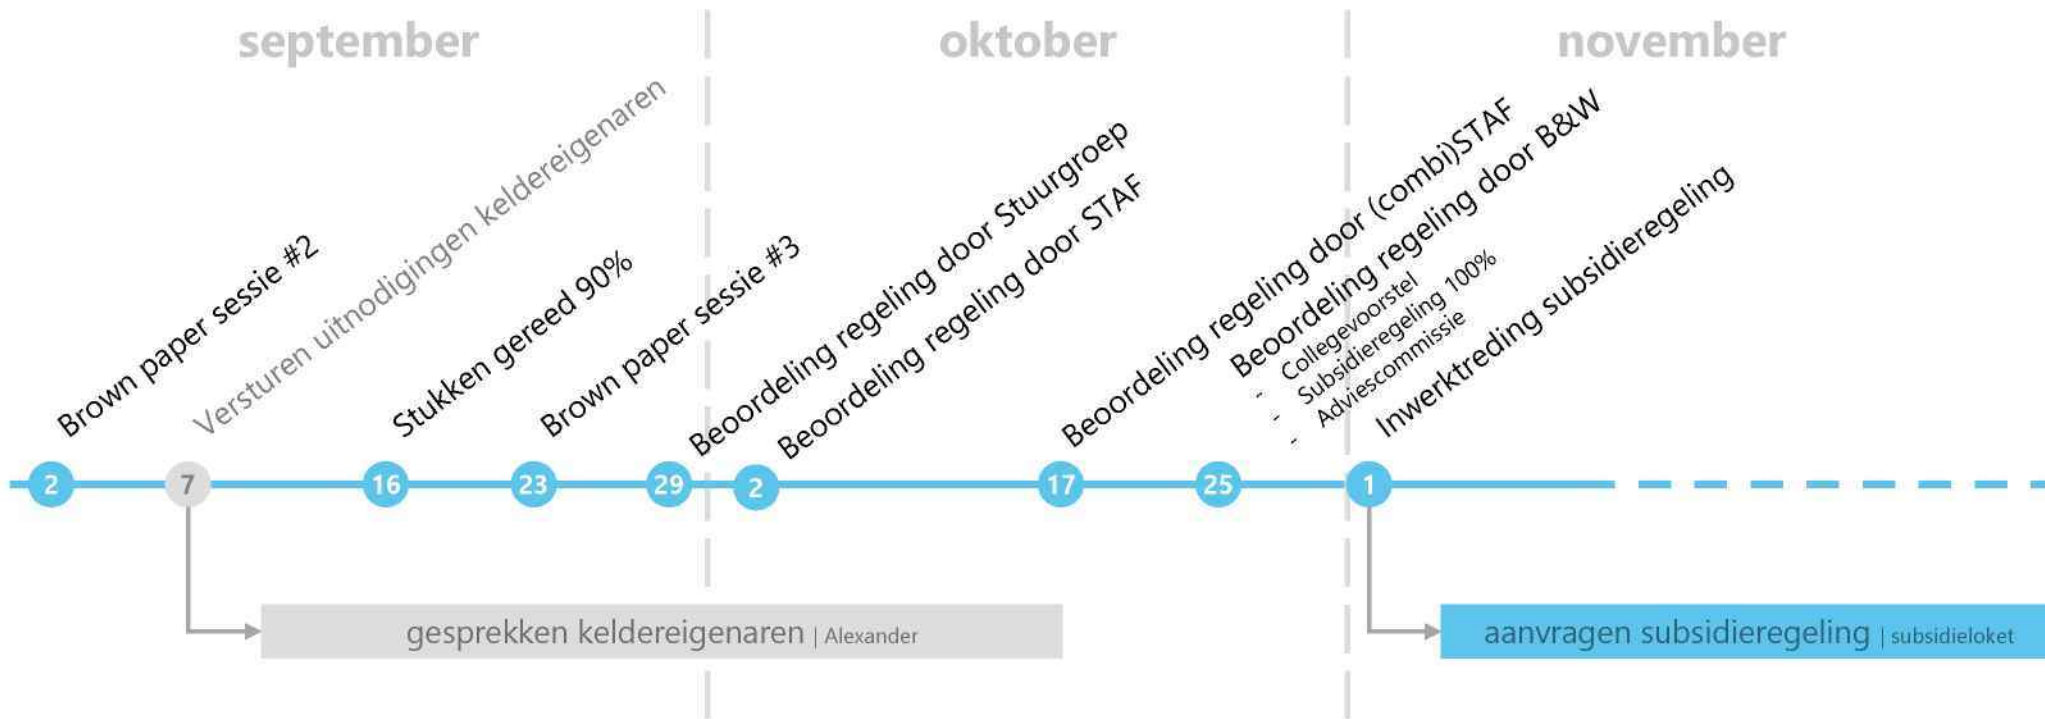 september
oktober
november
Brown paper sessie #2
Versturen uitnodigingen keldereigenaren
Stukken gereed 90%
Brown paper sessie #3
Beoordeling regeling door Stuurgroep
Beoordeling regeling door STAF
Beoordeling regeling door (combi)STAF
Beoordeling regeling door B&W
- Collegevoorstel
- Subsidieregeling 100%
- Adviescommissie
Inwerktreding subsidieregeling
2
7
16
23
29
2
17
25
1
gesprekken keldereigenaren | Alexander
aanvragen subsidieregeling | subsidieloket